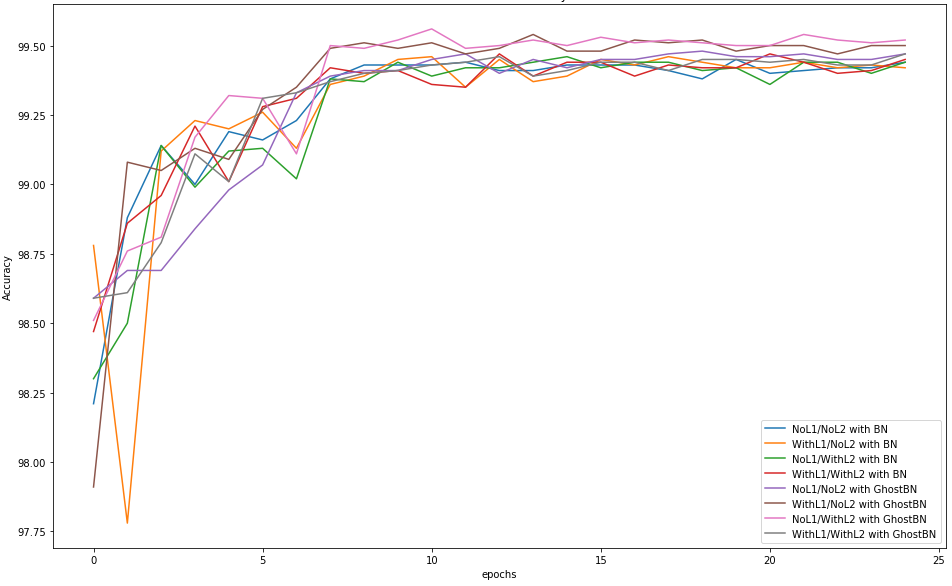 99.50
99.25
99.00
98.75
98.50
98.25
98.00
97.75
Accuracy
0
5
10
15
20
25
epochs
NoL1/NoL2 with BN
WithL1/NoL2 with BN
NoL1/WithL2 with BN
WithL1/WithL2 with BN
NoL1/NoL2 with GhostBN
WithL1/NoL2 with GhostBN
NoL1/WithL2 with GhostBN
WithL1/WithL2 with GhostBN